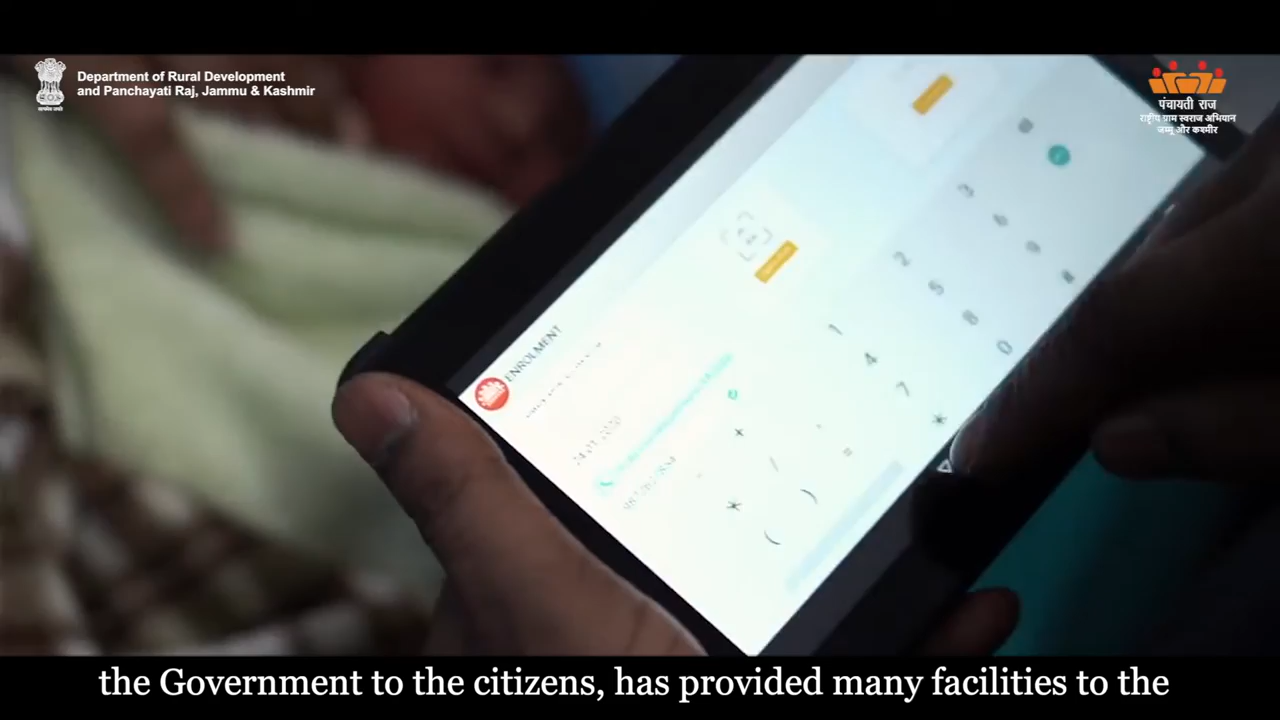 Department of Rural Development
and Panchayati Raj, Jammu & Kashmir
पंचायती राज
राष्ट्रीय ग्राम स्वराज अभियान
जम्मू और कश्मीर
ENROLMENT
3
6
9
#
2
5
8
0
1
4
7
*
+
/
=
*
(
)
the Government to the citizens, has provided many facilities to the